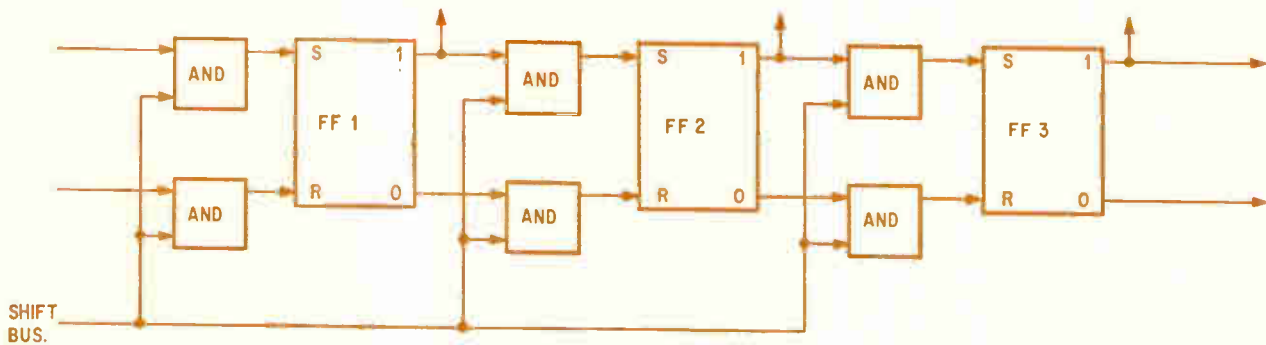 AND
S 1
AND
S 1
AND
S 1
FF 1
FF 2
FF 3
AND
R 0
AND
R 0
AND
R 0
SHIFT
BUS.